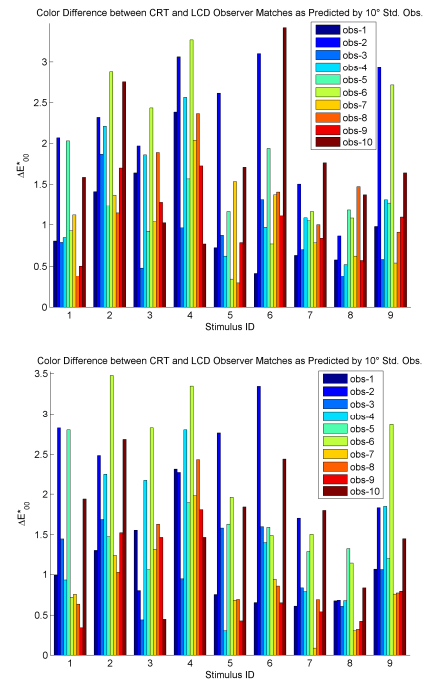 Color Difference between CRT and LCD Observer Matches as Predicted by 10° Std. Obs.
obs-1
obs-2
obs-3
obs-4
obs-5
obs-6
obs-7
obs-8
obs-9
obs-10
3
2.5
2
1.5
1
0.5
0
ΔE*00
1 2 3 4 5 6 7 8 9
Stimulus ID
Color Difference between CRT and LCD Observer Matches as Predicted by 10° Std. Obs.
obs-1
obs-2
obs-3
obs-4
obs-5
obs-6
obs-7
obs-8
obs-9
obs-10
3.5
3
2.5
2
1.5
1
0.5
0
ΔE*00
1 2 3 4 5 6 7 8 9
Stimulus ID